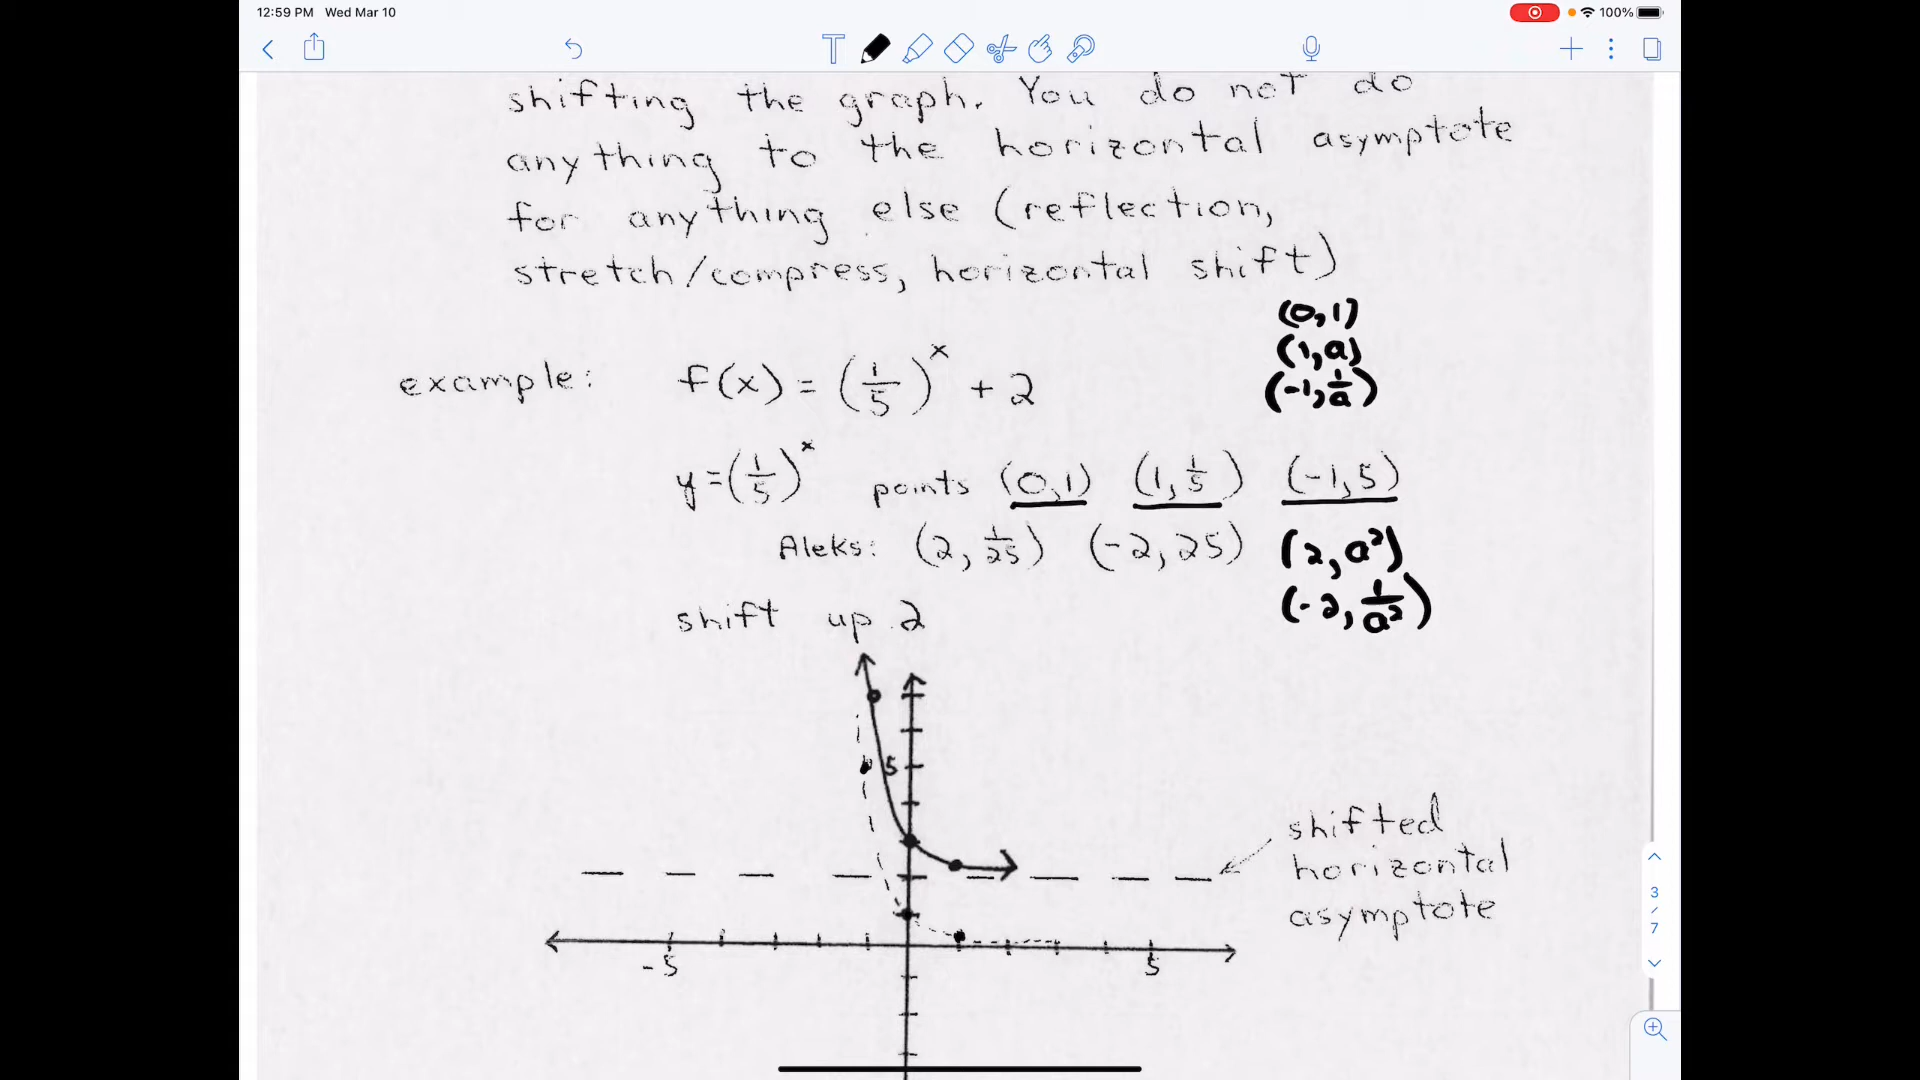 12:59 PM Wed Mar 10
100%
shifting the graph. You do not do
anything to the horizontal asymptote
for anything else (reflection,
stretch/compress, horizontal shift)
(0,1)
(1,a)
(-1,1/a)
example: f(x) = (1/5)^x + 2
y=(1/5)^x points (0,1) (1,1/5) (-1,5)
Aleks: (2,1/25) (-2,25) (2,a²)
(-2,1/a²)
shift up 2
5
shifted
horizontal
asymptote
-5 5
3
/
7